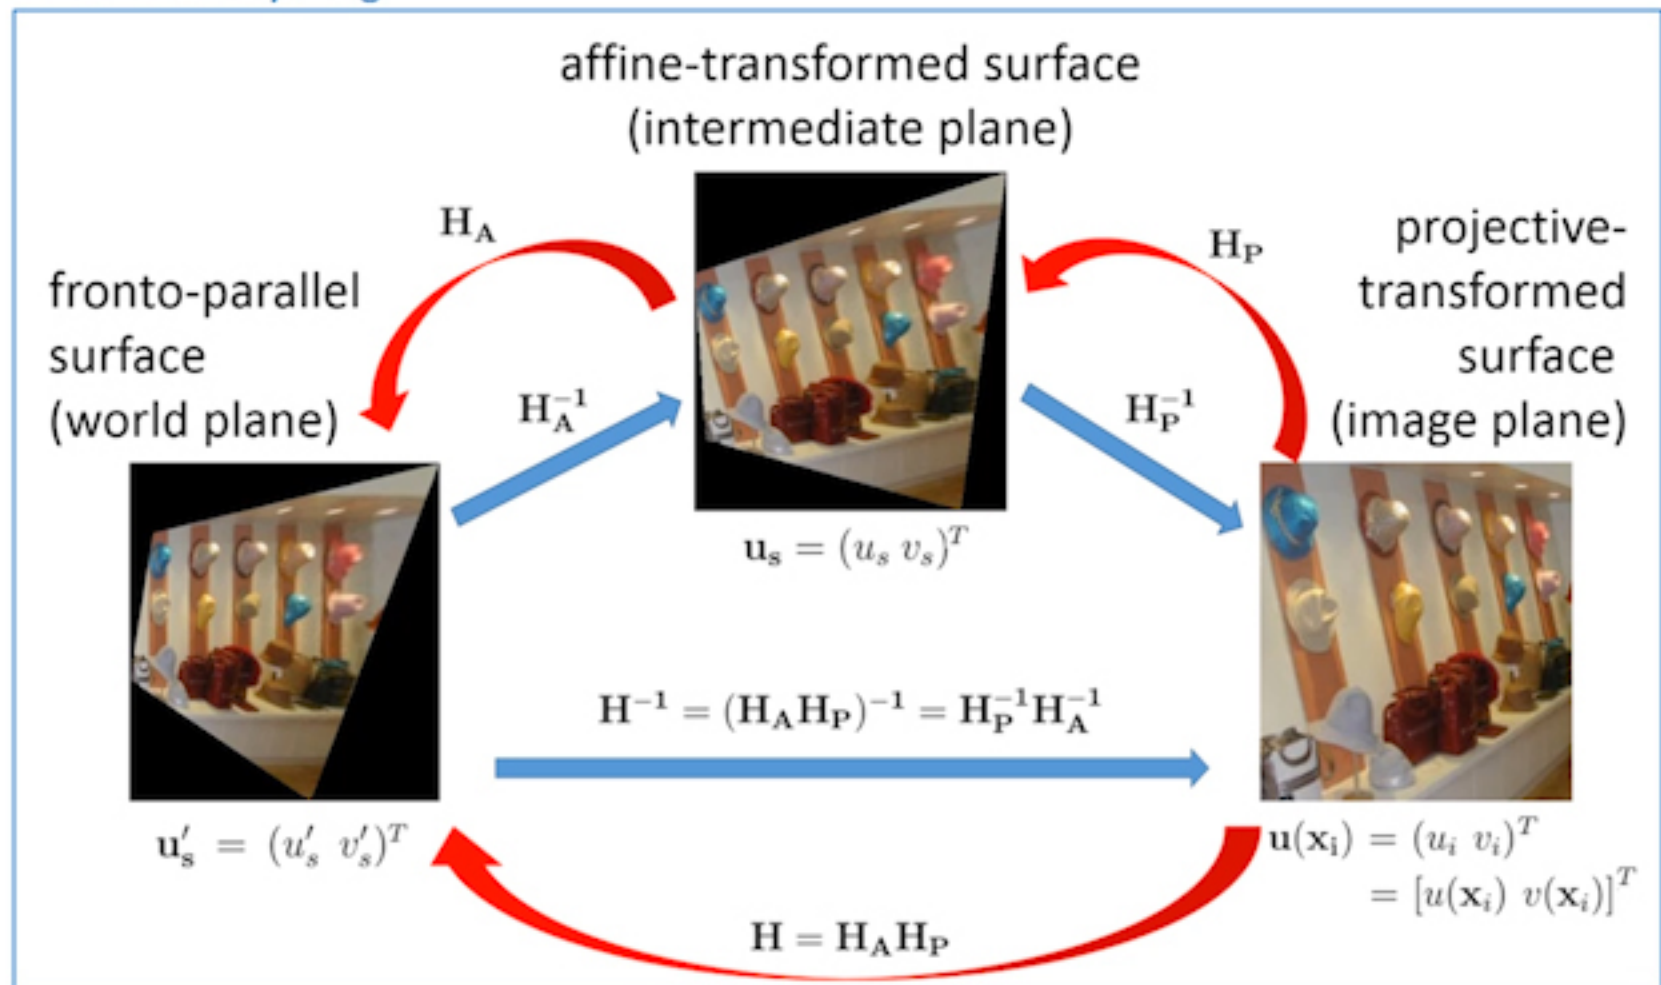 affine-transformed surface
(intermediate plane)
H_A
H_P
projective-
transformed
surface
(image plane)
fronto-parallel
surface
(world plane)
H_A^{-1}
H_P^{-1}
u_s = (u_s v_s)^T
H^{-1} = (H_A H_P)^{-1} = H_P^{-1} H_A^{-1}
u'_s = (u'_s v'_s)^T
u(x_i) = (u_i v_i)^T
= [u(x_i) v(x_i)]^T
H = H_A H_P